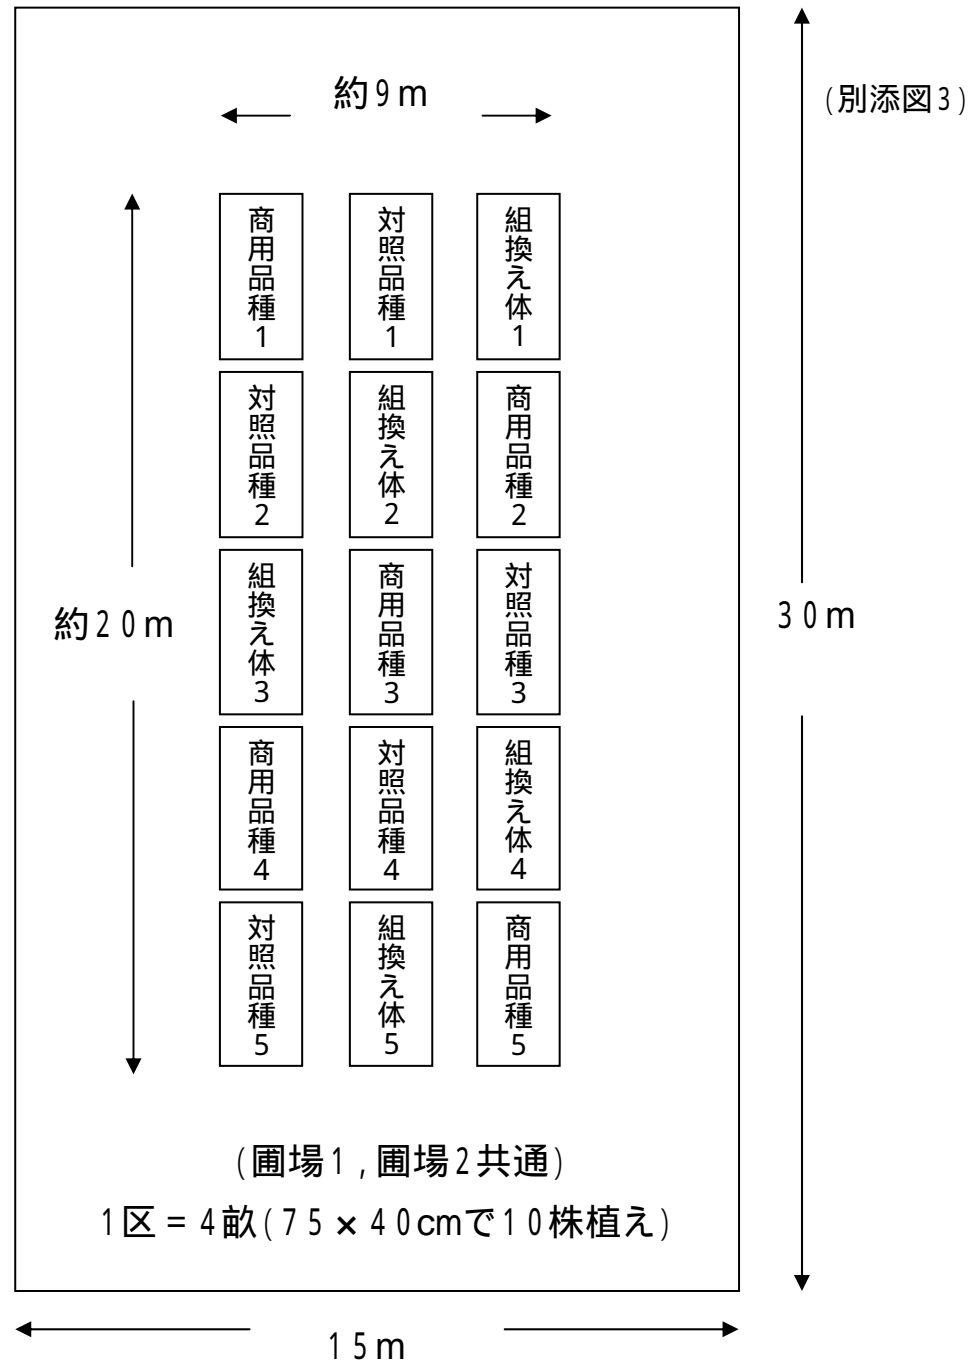 約9m
(別添図3)
商用品種1
対照品種1
組換え体1
対照品種2
組換え体2
商用品種2
組換え体3
商用品種3
対照品種3
約20m
30m
商用品種4
対照品種4
組換え体4
対照品種5
組換え体5
商用品種5
(圃場1,圃場2共通)
1区=4畝(75×40cmで10株植え)
15m